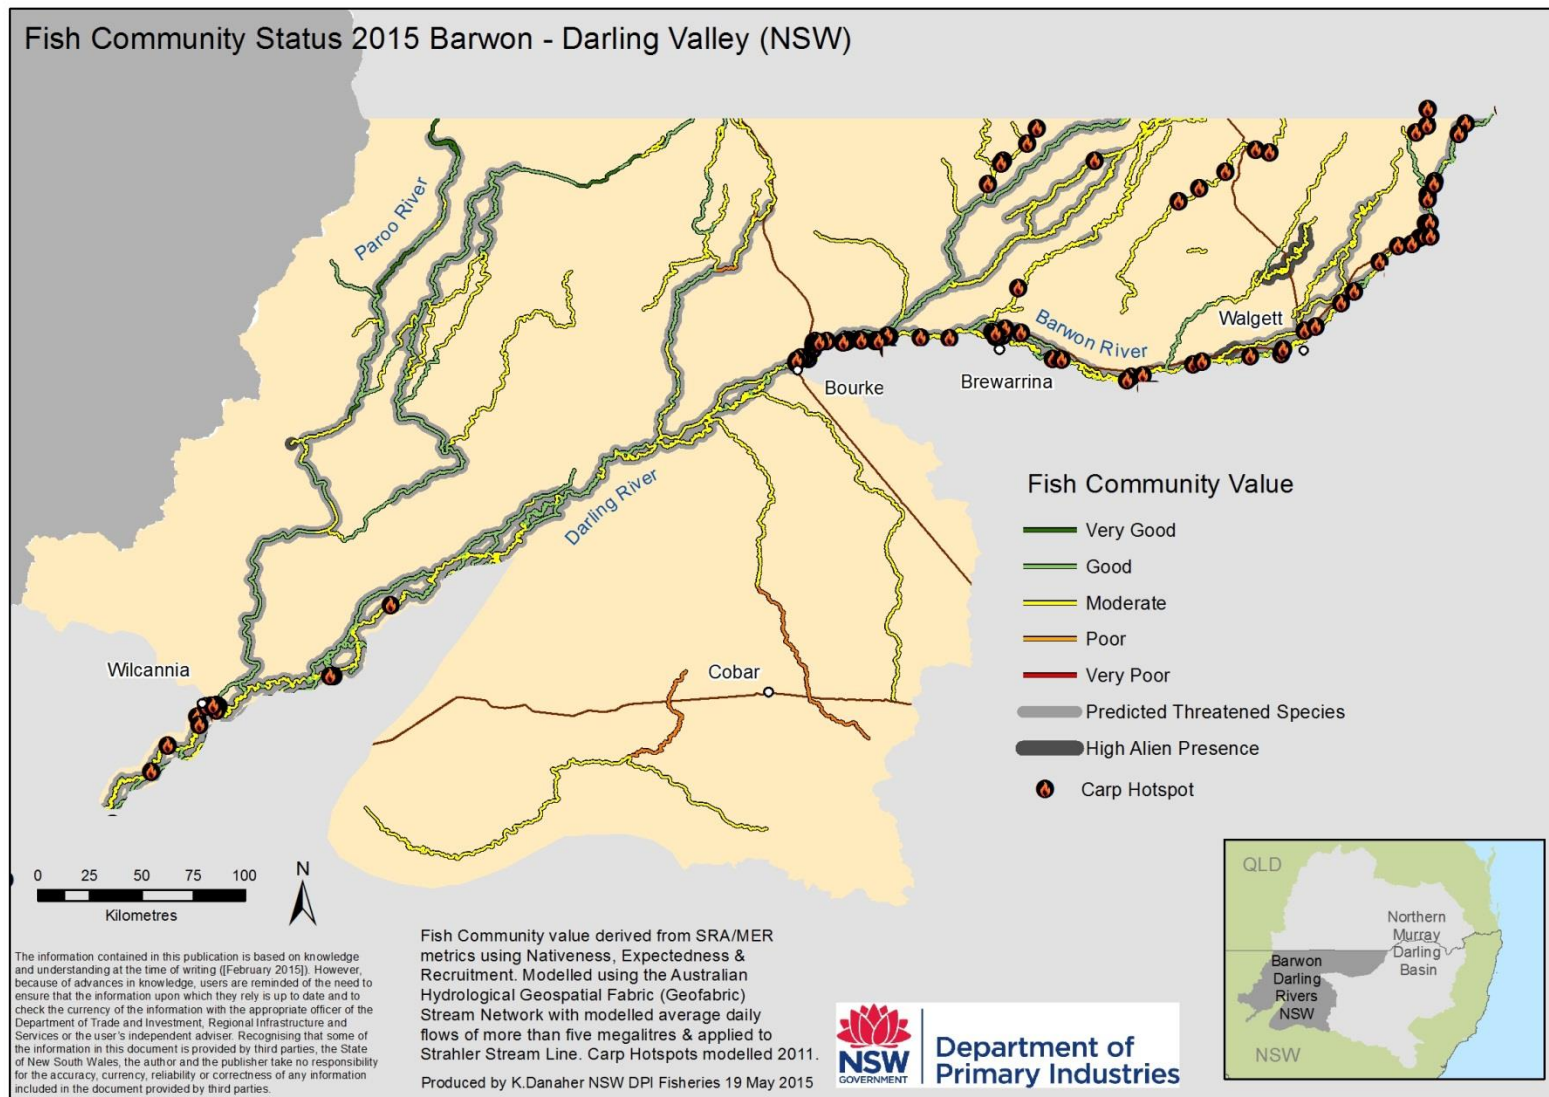 Fish Community Status 2015 Barwon - Darling Valley (NSW)
Paroo River
Walgett
Barwon River
Bourke
Brewarrina
Darling River
Fish Community Value
Very Good
Good
Moderate
Poor
Very Poor
Predicted Threatened Species
High Alien Presence
Carp Hotspot
Wilcannia
Cobar
0 25 50 75 100
Kilometres
N
The information contained in this publication is based on knowledge
and understanding at the time of writing ([February 2015]). However,
because of advances in knowledge, users are reminded of the need to
ensure that the information upon which they rely is up to date and to
check the currency of the information with the appropriate officer of the
Department of Trade and Investment, Regional Infrastructure and
Services or the user's independent adviser. Recognising that some of
the information in this document is provided by third parties, the State
of New South Wales, the author and the publisher take no responsibility
for the accuracy, currency, reliability or correctness of any information
included in the document provided by third parties.
Fish Community value derived from SRA/MER
metrics using Nativeness, Expectedness &
Recruitment. Modelled using the Australian
Hydrological Geospatial Fabric (Geofabric)
Stream Network with modelled average daily
flows of more than five megalitres & applied to
Strahler Stream Line. Carp Hotspots modelled 2011.
Produced by K.Danaher NSW DPI Fisheries 19 May 2015
NSW
GOVERNMENT
Department of
Primary Industries
QLD
Northern
Murray
Darling
Basin
Barwon
Darling
Rivers
NSW
NSW